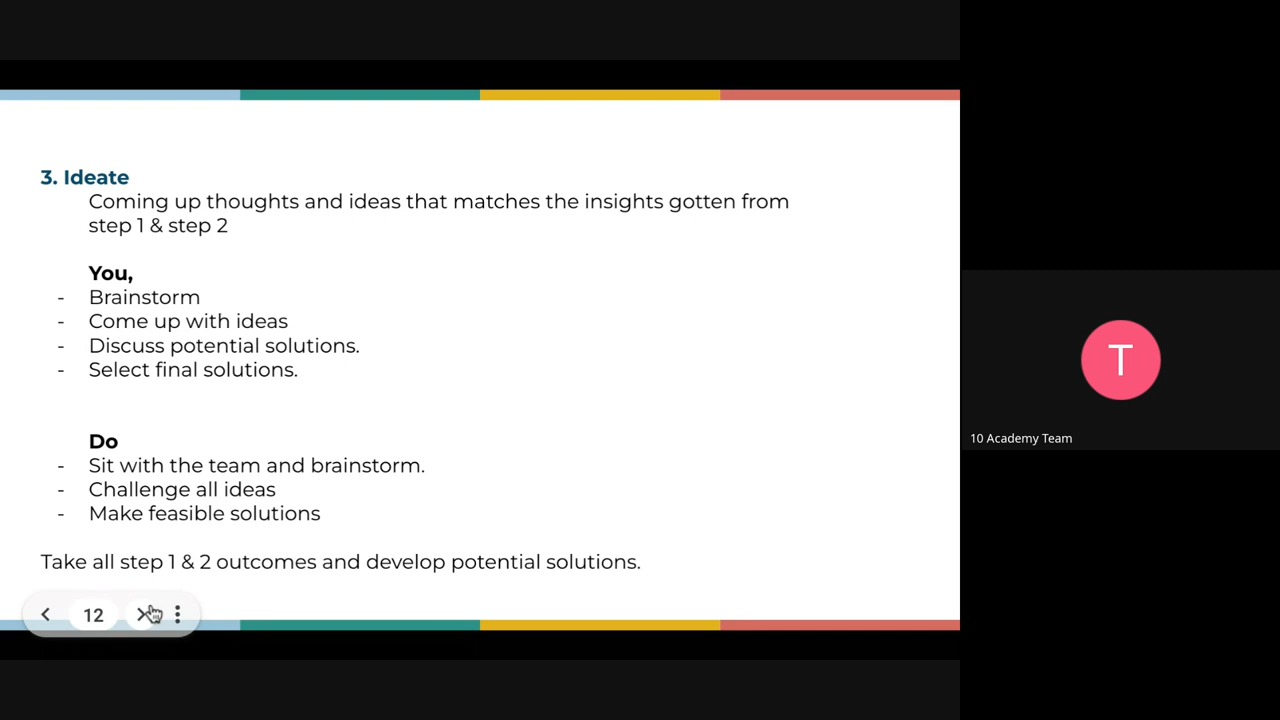 3. Ideate
Coming up thoughts and ideas that matches the insights gotten from
step 1 & step 2
You,
- Brainstorm
- Come up with ideas
- Discuss potential solutions.
- Select final solutions.
Do
- Sit with the team and brainstorm.
- Challenge all ideas
- Make feasible solutions
Take all step 1 & 2 outcomes and develop potential solutions.
12
T
10 Academy Team